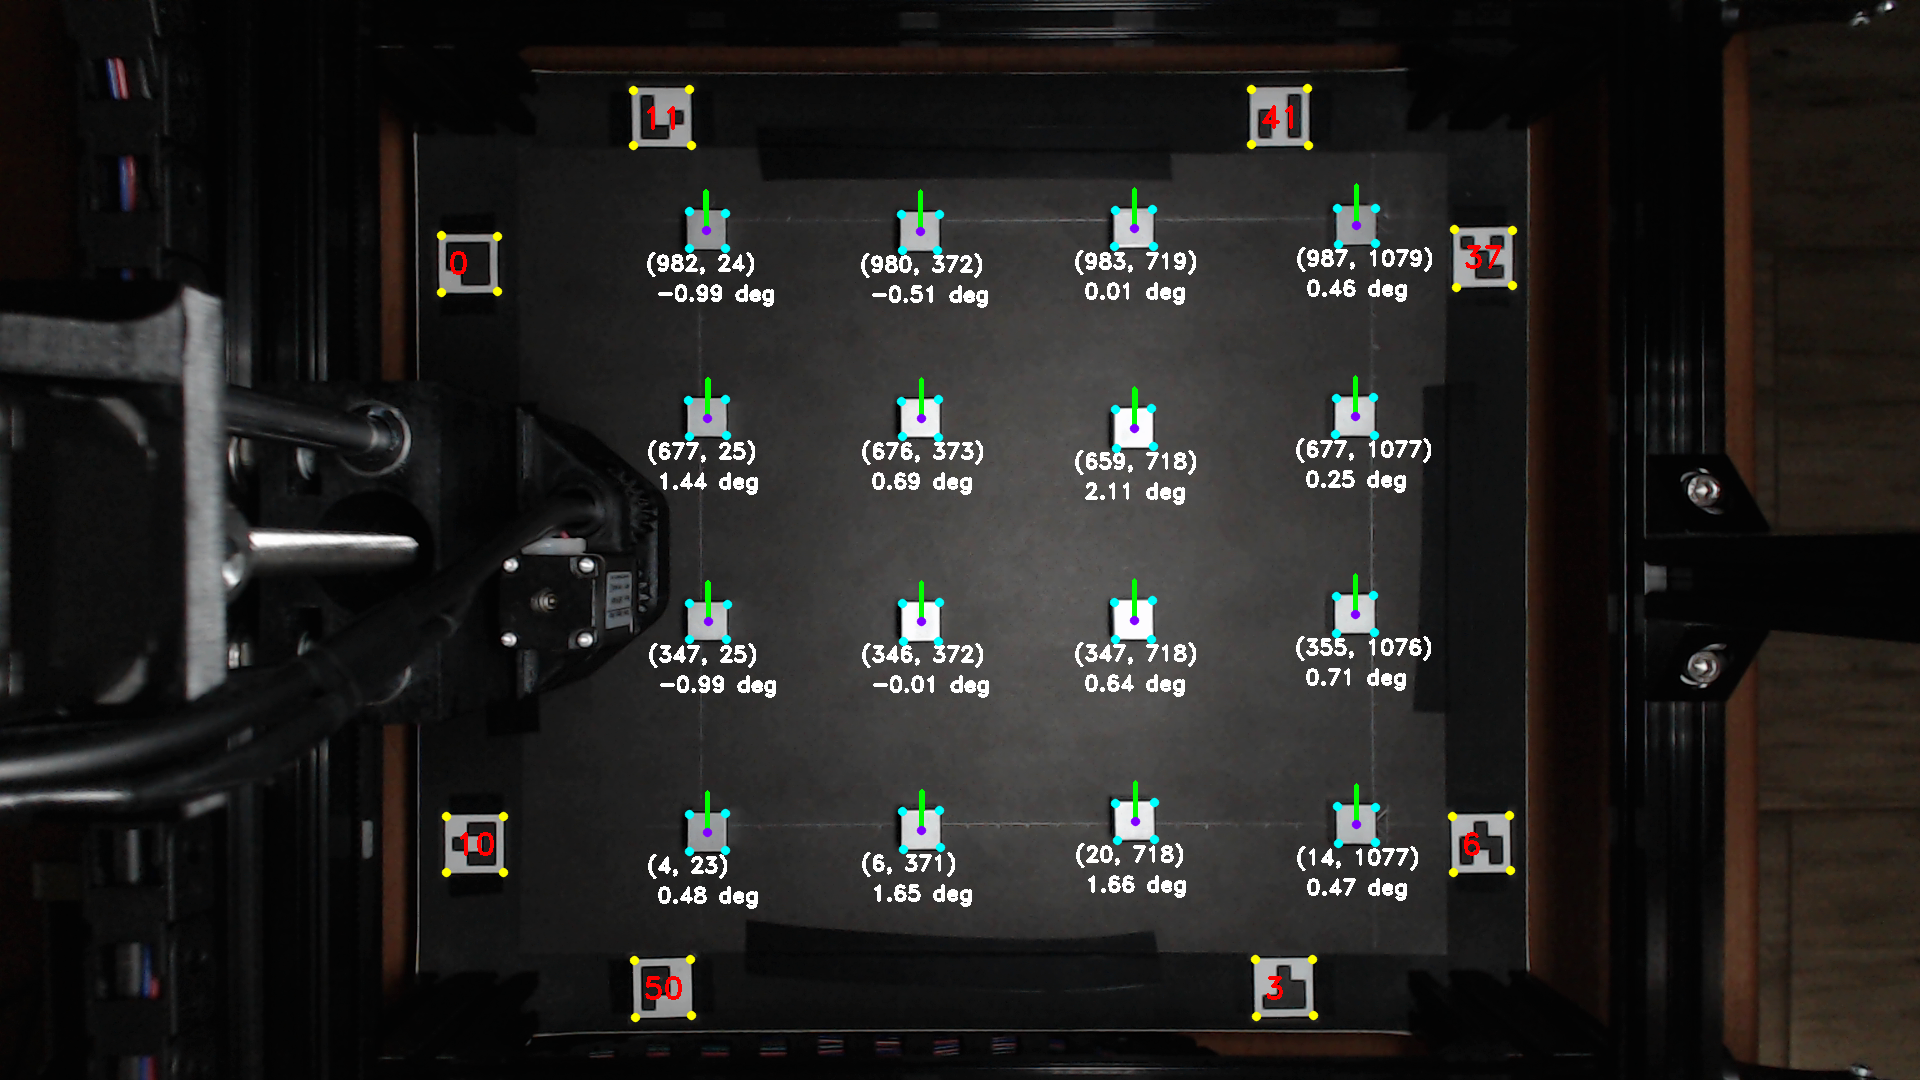 11
41
0
37
(982, 24)
-0.99 deg
(980, 372)
-0.51 deg
(983, 719)
0.01 deg
(987, 1079)
0.46 deg
(677, 25)
1.44 deg
(676, 373)
0.69 deg
(659, 718)
2.11 deg
(677, 1077)
0.25 deg
(347, 25)
-0.99 deg
(346, 372)
-0.01 deg
(347, 718)
0.64 deg
(355, 1076)
0.71 deg
10
6
(4, 23)
0.48 deg
(6, 371)
1.65 deg
(20, 718)
1.66 deg
(14, 1077)
0.47 deg
50
3